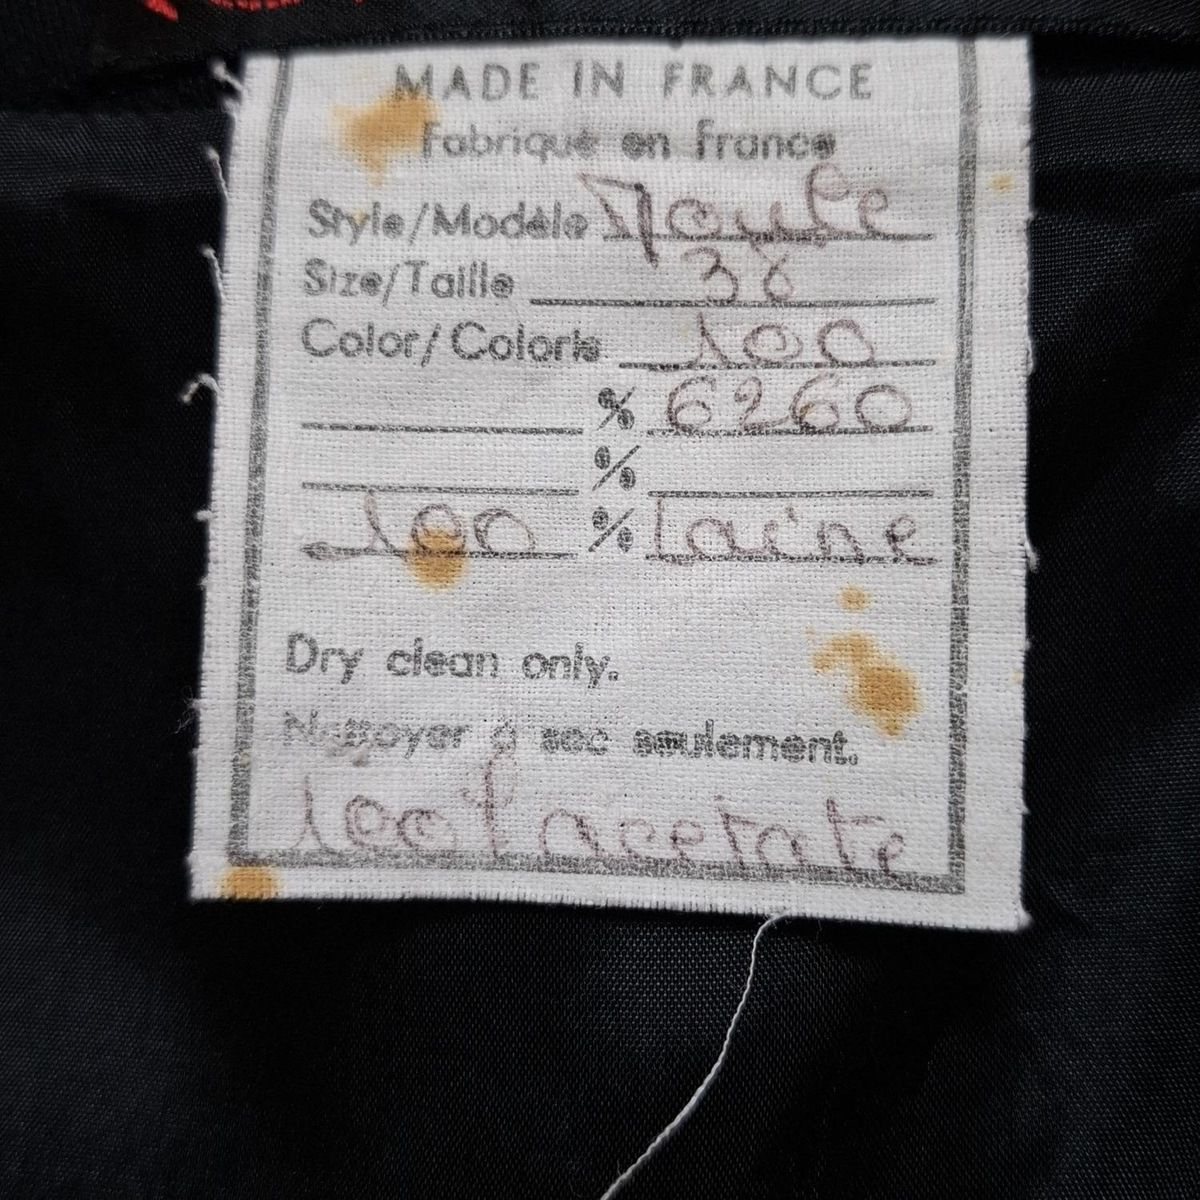 MADE IN FRANCE
Fabriqué en france
Style/Modèle Moule
Size/Taille 38
Color/Coloris 100
% 6260
%
100 % Laine
Dry clean only.
Nettoyer à sec seulement.
100% acetate